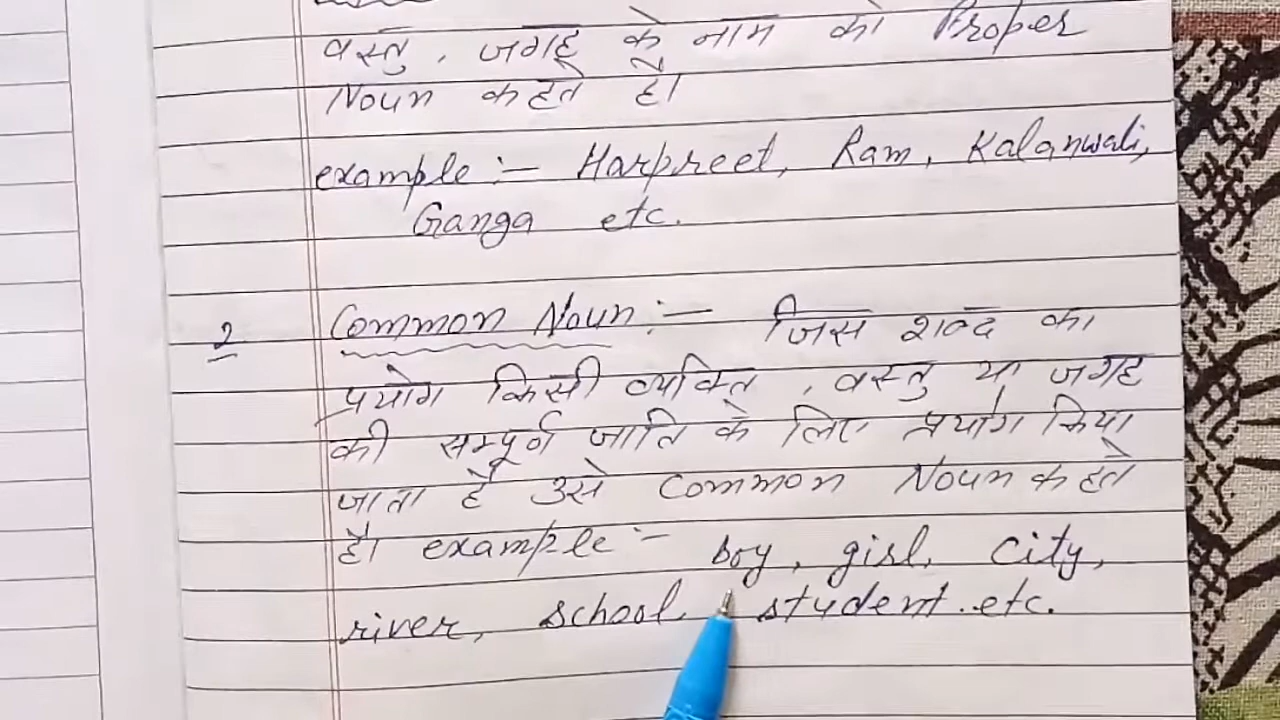 वस्तु, जगह के नाम को Proper
Noun कहते है।
example :- Harpreet, Ram, Kalanwali,
Ganga etc.
2 Common Noun :- जिस शब्द का
प्रयोग किसी व्यक्ति, वस्तु या जगह
की सम्पूर्ण जाति के लिए प्रयोग किया
जाता है उसे Common Noun कहते
है। example :- boy, girl, City,
river, school, student etc.